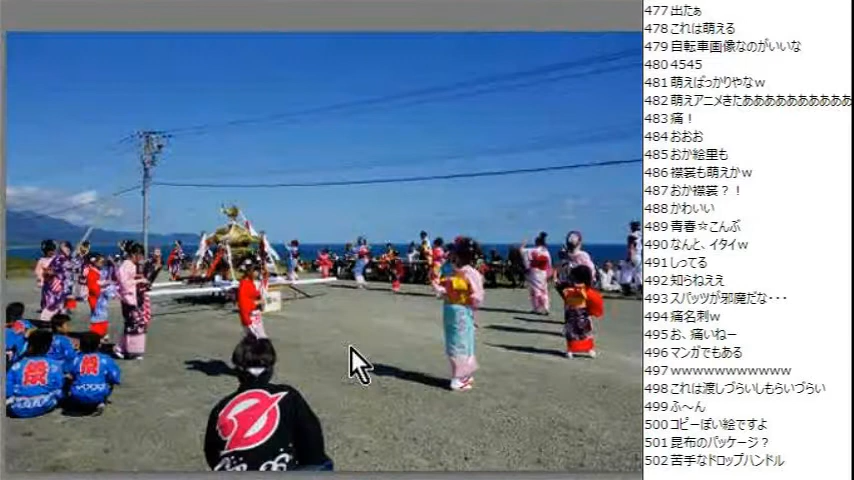 477 出たぁ
478 これは萌える
479 自転車画像なのがいいな
480 4545
481 萌えばっかりやなｗ
482 萌えアニメきたああああああああああ
483 痛！
484 おおお
485 おか絵里も
486 襟裳も萌えかｗ
487 おか襟裳？！
488 かわいい
489 青春☆こんぶ
490 なんと、イタイｗ
491 しってる
492 知らねええ
493 スパッツが邪魔だな・・・
494 痛名刺ｗ
495 お、痛いねー
496 マンガでもある
497 ｗｗｗｗｗｗｗｗｗｗｗ
498 これは渡しづらいしもらいづらい
499 ふ～ん
500 コピーぽい絵ですよ
501 昆布のパッケージ？
502 苦手なドロップハンドル
祭
祭